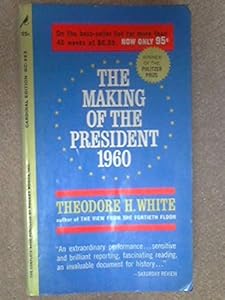 On the best-seller list for more than
40 weeks at $6.95 NOW ONLY 95¢
WINNER
OF THE
PULITZER
PRIZE
THE
MAKING
OF THE
PRESIDENT
1960
THEODORE H. WHITE
author of THE VIEW FROM THE FORTIETH FLOOR
"An extraordinary performance...sensitive
and brilliant reporting, fascinating reading,
an invaluable document for history...."
—SATURDAY REVIEW
95¢
CARDINAL EDITION